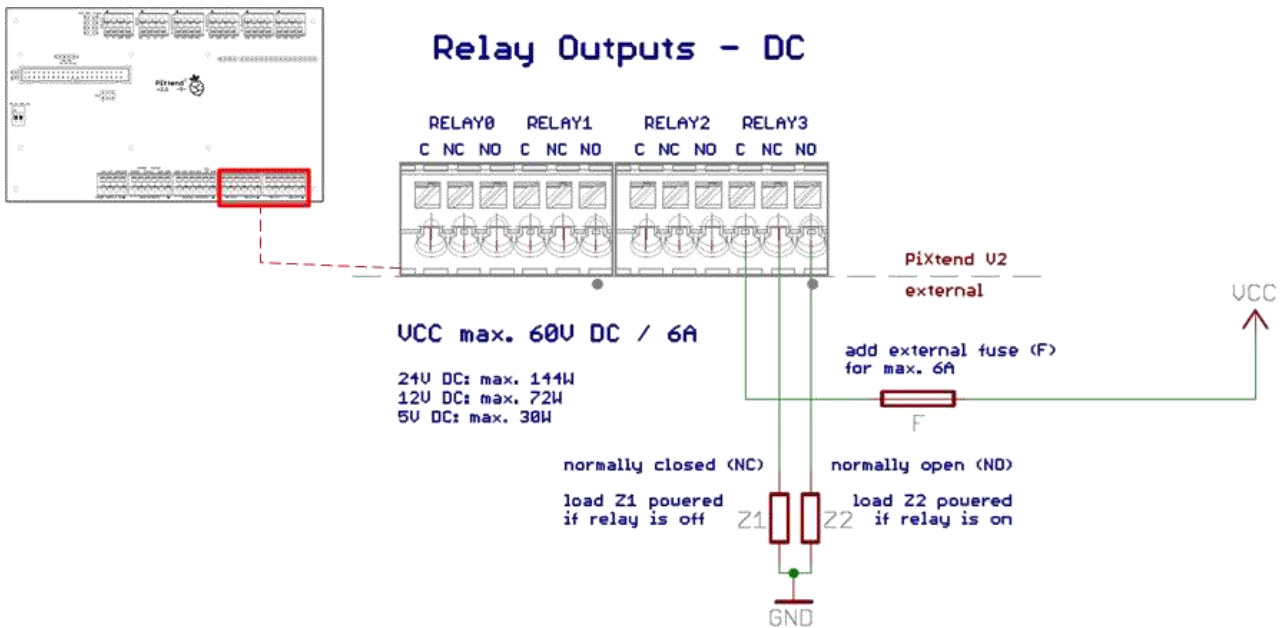 Relay Outputs - DC
PiXtend
RELAY0 RELAY1 RELAY2 RELAY3
C NC NO C NC NO C NC NO C NC NO
PiXtend V2
external
VCC
VCC max. 60V DC / 6A
add external fuse (F)
for max. 6A
24V DC: max. 144W
12V DC: max. 72W
5V DC: max. 30W
F
normally closed (NC) normally open (NO)
load Z1 powered
if relay is off
Z1 Z2
load Z2 powered
if relay is on
GND